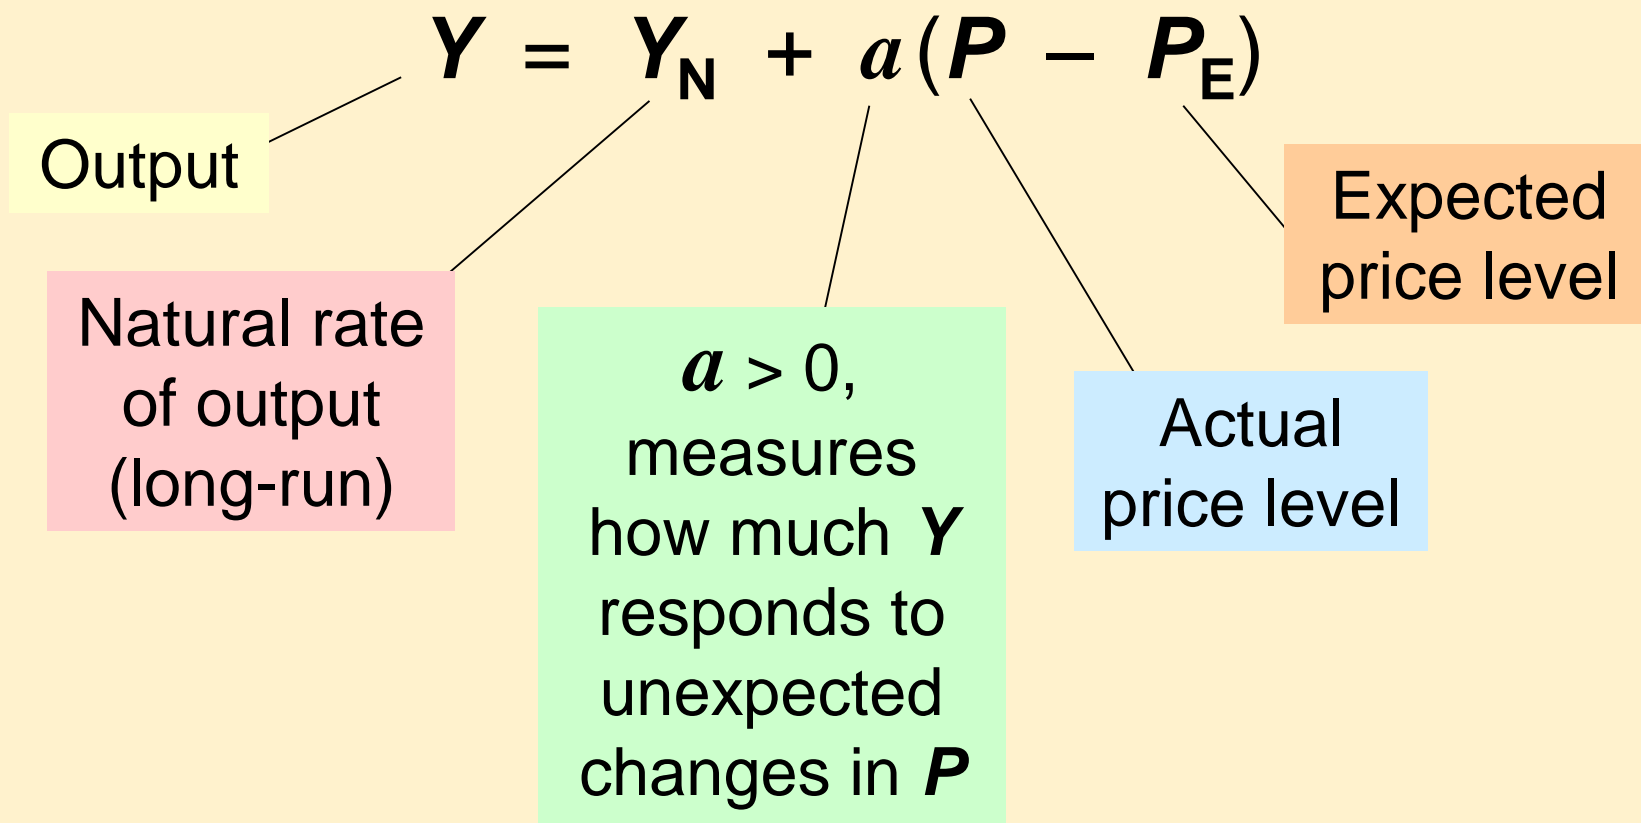 Y = YN + a(P – PE)
Output
Natural rate
of output
(long-run)
a > 0,
measures
how much Y
responds to
unexpected
changes in P
Actual
price level
Expected
price level